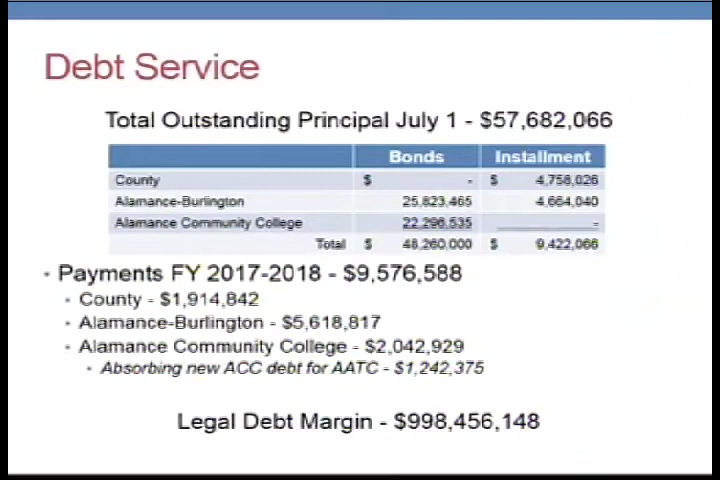 Debt Service
Total Outstanding Principal July 1 - $57,682,066
Bonds Installment
County $ - $ 4,758,026
Alamance-Burlington 25,823,465 4,664,040
Alamance Community College 22,296,535 -
Total $ 48,260,000 $ 9,422,066
• Payments FY 2017-2018 - $9,576,588
• County - $1,914,842
• Alamance-Burlington - $5,618,817
• Alamance Community College - $2,042,929
• Absorbing new ACC debt for AATC - $1,242,375
Legal Debt Margin - $998,456,148